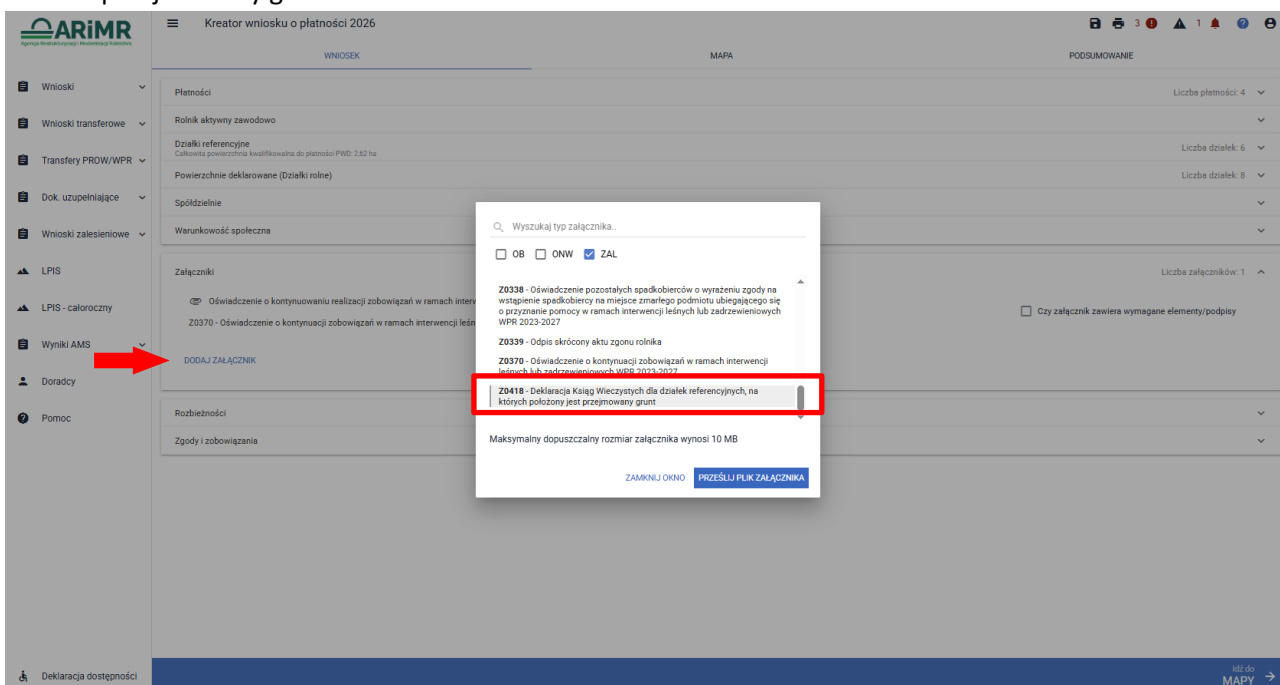 ARiMR
Agencja Restrukturyzacji i Modernizacji Rolnictwa
Kreator wniosku o płatności 2026
3
1
WNIOSEK
MAPA
PODSUMOWANIE
Wnioski
Wnioski transferowe
Transfery PROW/WPR
Dok. uzupełniające
Wnioski zalesieniowe
LPIS
LPIS - całoroczny
Wyniki AMS
Doradcy
Pomoc
Deklaracja dostępności
Płatności
Liczba płatności: 4
Rolnik aktywny zawodowo
Działki referencyjne
Całkowita powierzchnia kwalifikowalna do płatności PWD: 2,62 ha
Liczba działek: 6
Powierzchnie deklarowane (Działki rolne)
Liczba działek: 8
Spółdzielnie
Warunkowość społeczna
Załączniki
Liczba załączników: 1
Oświadczenie o kontynuowaniu realizacji zobowiązań w ramach interw
Z0370 - Oświadczenie o kontynuacji zobowiązań w ramach interwencji leśn
Czy załącznik zawiera wymagane elementy/podpisy
DODAJ ZAŁĄCZNIK
Rozbieżności
Zgody i zobowiązania
Wyszukaj typ załącznika..
OB ONW ZAL
Z0338 - Oświadczenie pozostałych spadkobierców o wyrażeniu zgody na
wstąpienie spadkobiercy na miejsce zmarłego podmiotu ubiegającego się
o przyznanie pomocy w ramach interwencji leśnych lub zadrzewieniowych
WPR 2023-2027
Z0339 - Odpis skrócony aktu zgonu rolnika
Z0370 - Oświadczenie o kontynuacji zobowiązań w ramach interwencji
leśnych lub zadrzewieniowych WPR 2023-2027
Z0418 - Deklaracja Ksiąg Wieczystych dla działek referencyjnych, na
których położony jest przejmowany grunt
Maksymalny dopuszczalny rozmiar załącznika wynosi 10 MB
ZAMKNIJ OKNO
PRZEŚLIJ PLIK ZAŁĄCZNIKA
Idź do
MAPY